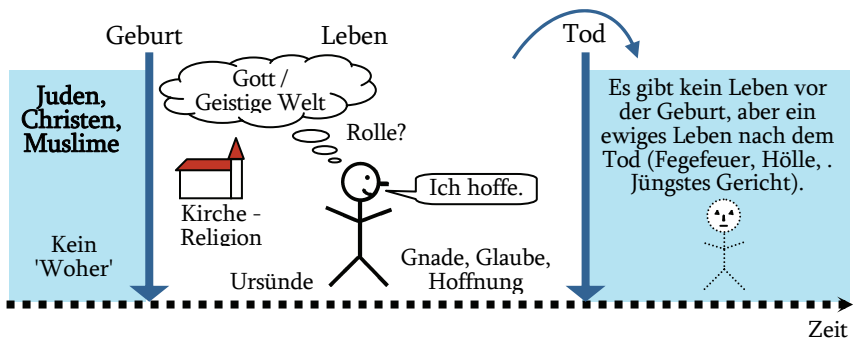 Geburt
Leben
Tod
Juden,
Christen,
Muslime
Gott /
Geistige Welt
Rolle?
Ich hoffe.
Kirche -
Religion
Kein
'Woher'
Ursünde
Gnade, Glaube,
Hoffnung
Es gibt kein Leben vor
der Geburt, aber ein
ewiges Leben nach dem
Tod (Fegefeuer, Hölle, .
Jüngstes Gericht).
Zeit